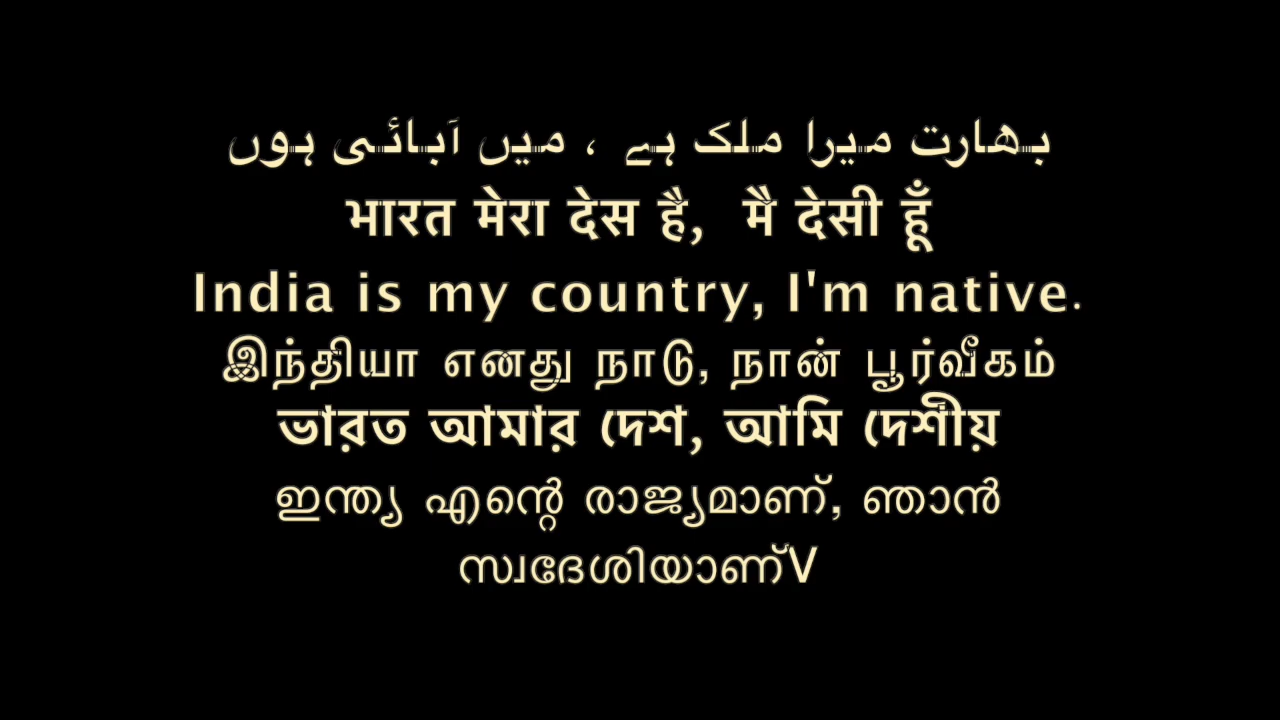 بھارت میرا ملک ہے ، میں آبائی ہوں
भारत मेरा देस है, मै देसी हूँ
India is my country, I'm native.
இந்தியா எனது நாடு, நான் பூர்வீகம்
ভারত আমার দেশ, আমি দেশীয়
ഇന്ത്യ എന്റെ രാജ്യമാണ്, ഞാൻ
സ്വദേശിയാണ്V